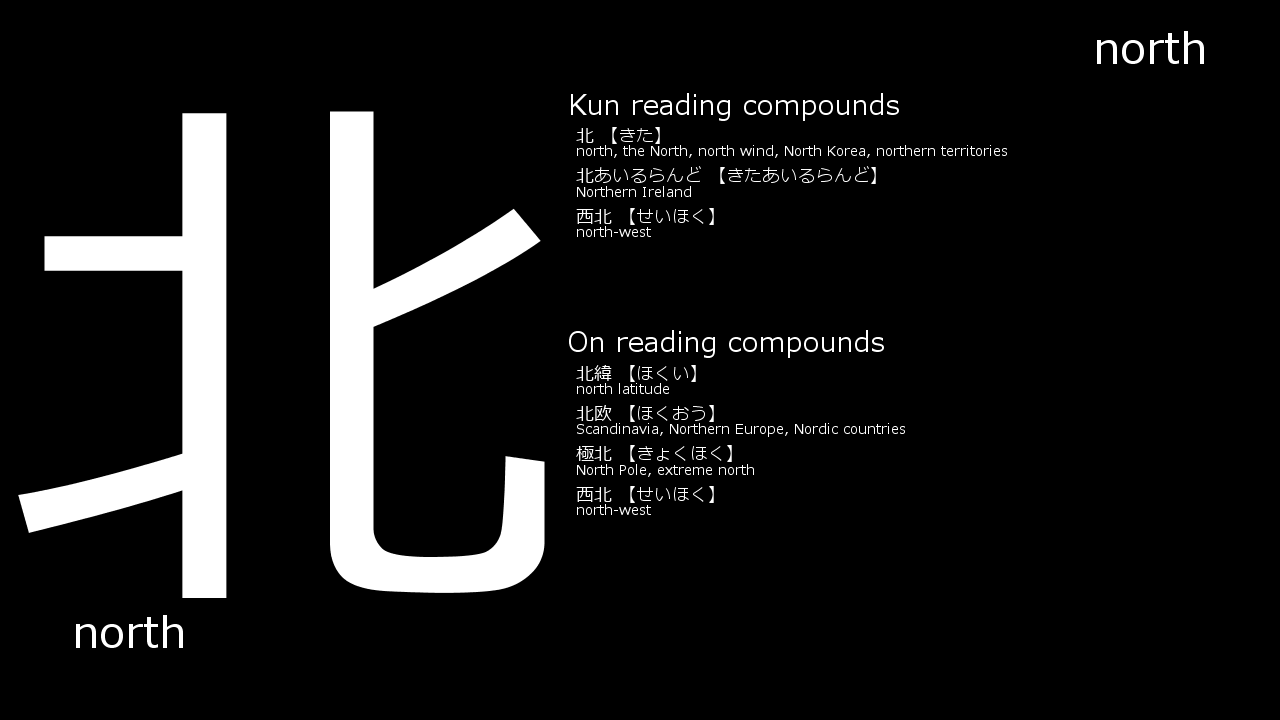 north
北
Kun reading compounds
北 【きた】
north, the North, north wind, North Korea, northern territories
北あいるらんど 【きたあいるらんど】
Northern Ireland
西北 【せいほく】
north-west
On reading compounds
北緯 【ほくい】
north latitude
北欧 【ほくおう】
Scandinavia, Northern Europe, Nordic countries
極北 【きょくほく】
North Pole, extreme north
西北 【せいほく】
north-west
north